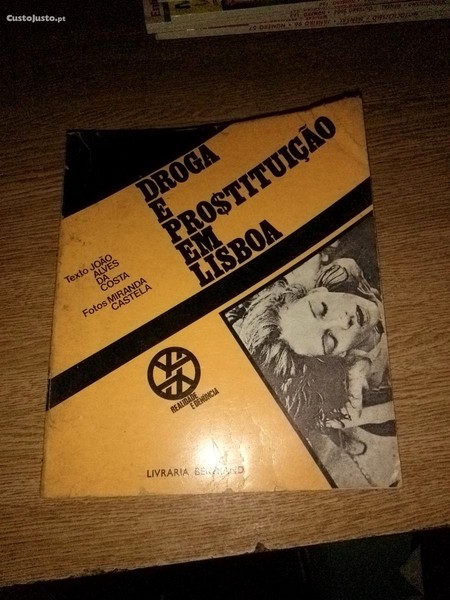 CustoJusto.pt
DROGA
E
PRO$TITUIÇÃO
EM
LISBOA
Texto JOÃO
ALVES
DA
COSTA
Fotos MIRANDA
CASTELA
REALIDADE
E DENÚNCIA
LIVRARIA BERTRAND